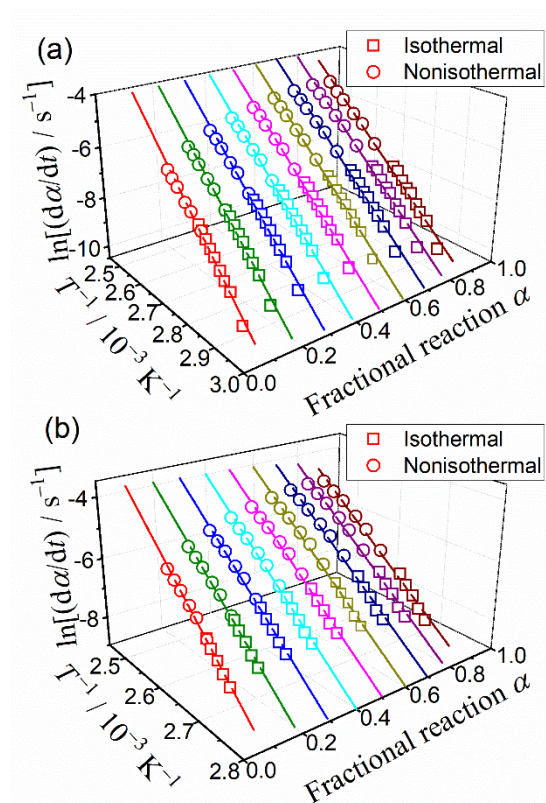 (a)
Isothermal
Nonisothermal
ln[(dα/dt) / s⁻¹]
-4
-6
-8
-10
2.5
2.6
2.7
2.8
2.9
3.0
T⁻¹ / 10⁻³ K⁻¹
0.0
0.2
0.4
0.6
0.8
1.0
Fractional reaction α
(b)
Isothermal
Nonisothermal
ln[(dα/dt) / s⁻¹]
-4
-6
-8
2.5
2.6
2.7
2.8
T⁻¹ / 10⁻³ K⁻¹
0.0
0.2
0.4
0.6
0.8
1.0
Fractional reaction α